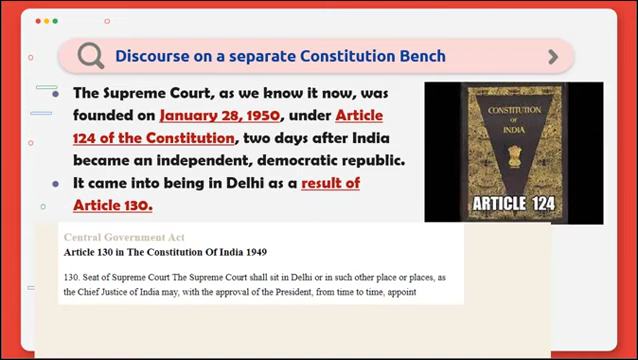 Discourse on a separate Constitution Bench
The Supreme Court, as we know it now, was
founded on January 28, 1950, under Article
124 of the Constitution, two days after India
became an independent, democratic republic.
It came into being in Delhi as a result of
Article 130.
CONSTITUTION
OF
INDIA
ARTICLE 124
Central Government Act
Article 130 in The Constitution Of India 1949
130. Seat of Supreme Court The Supreme Court shall sit in Delhi or in such other place or places, as
the Chief Justice of India may, with the approval of the President, from time to time, appoint